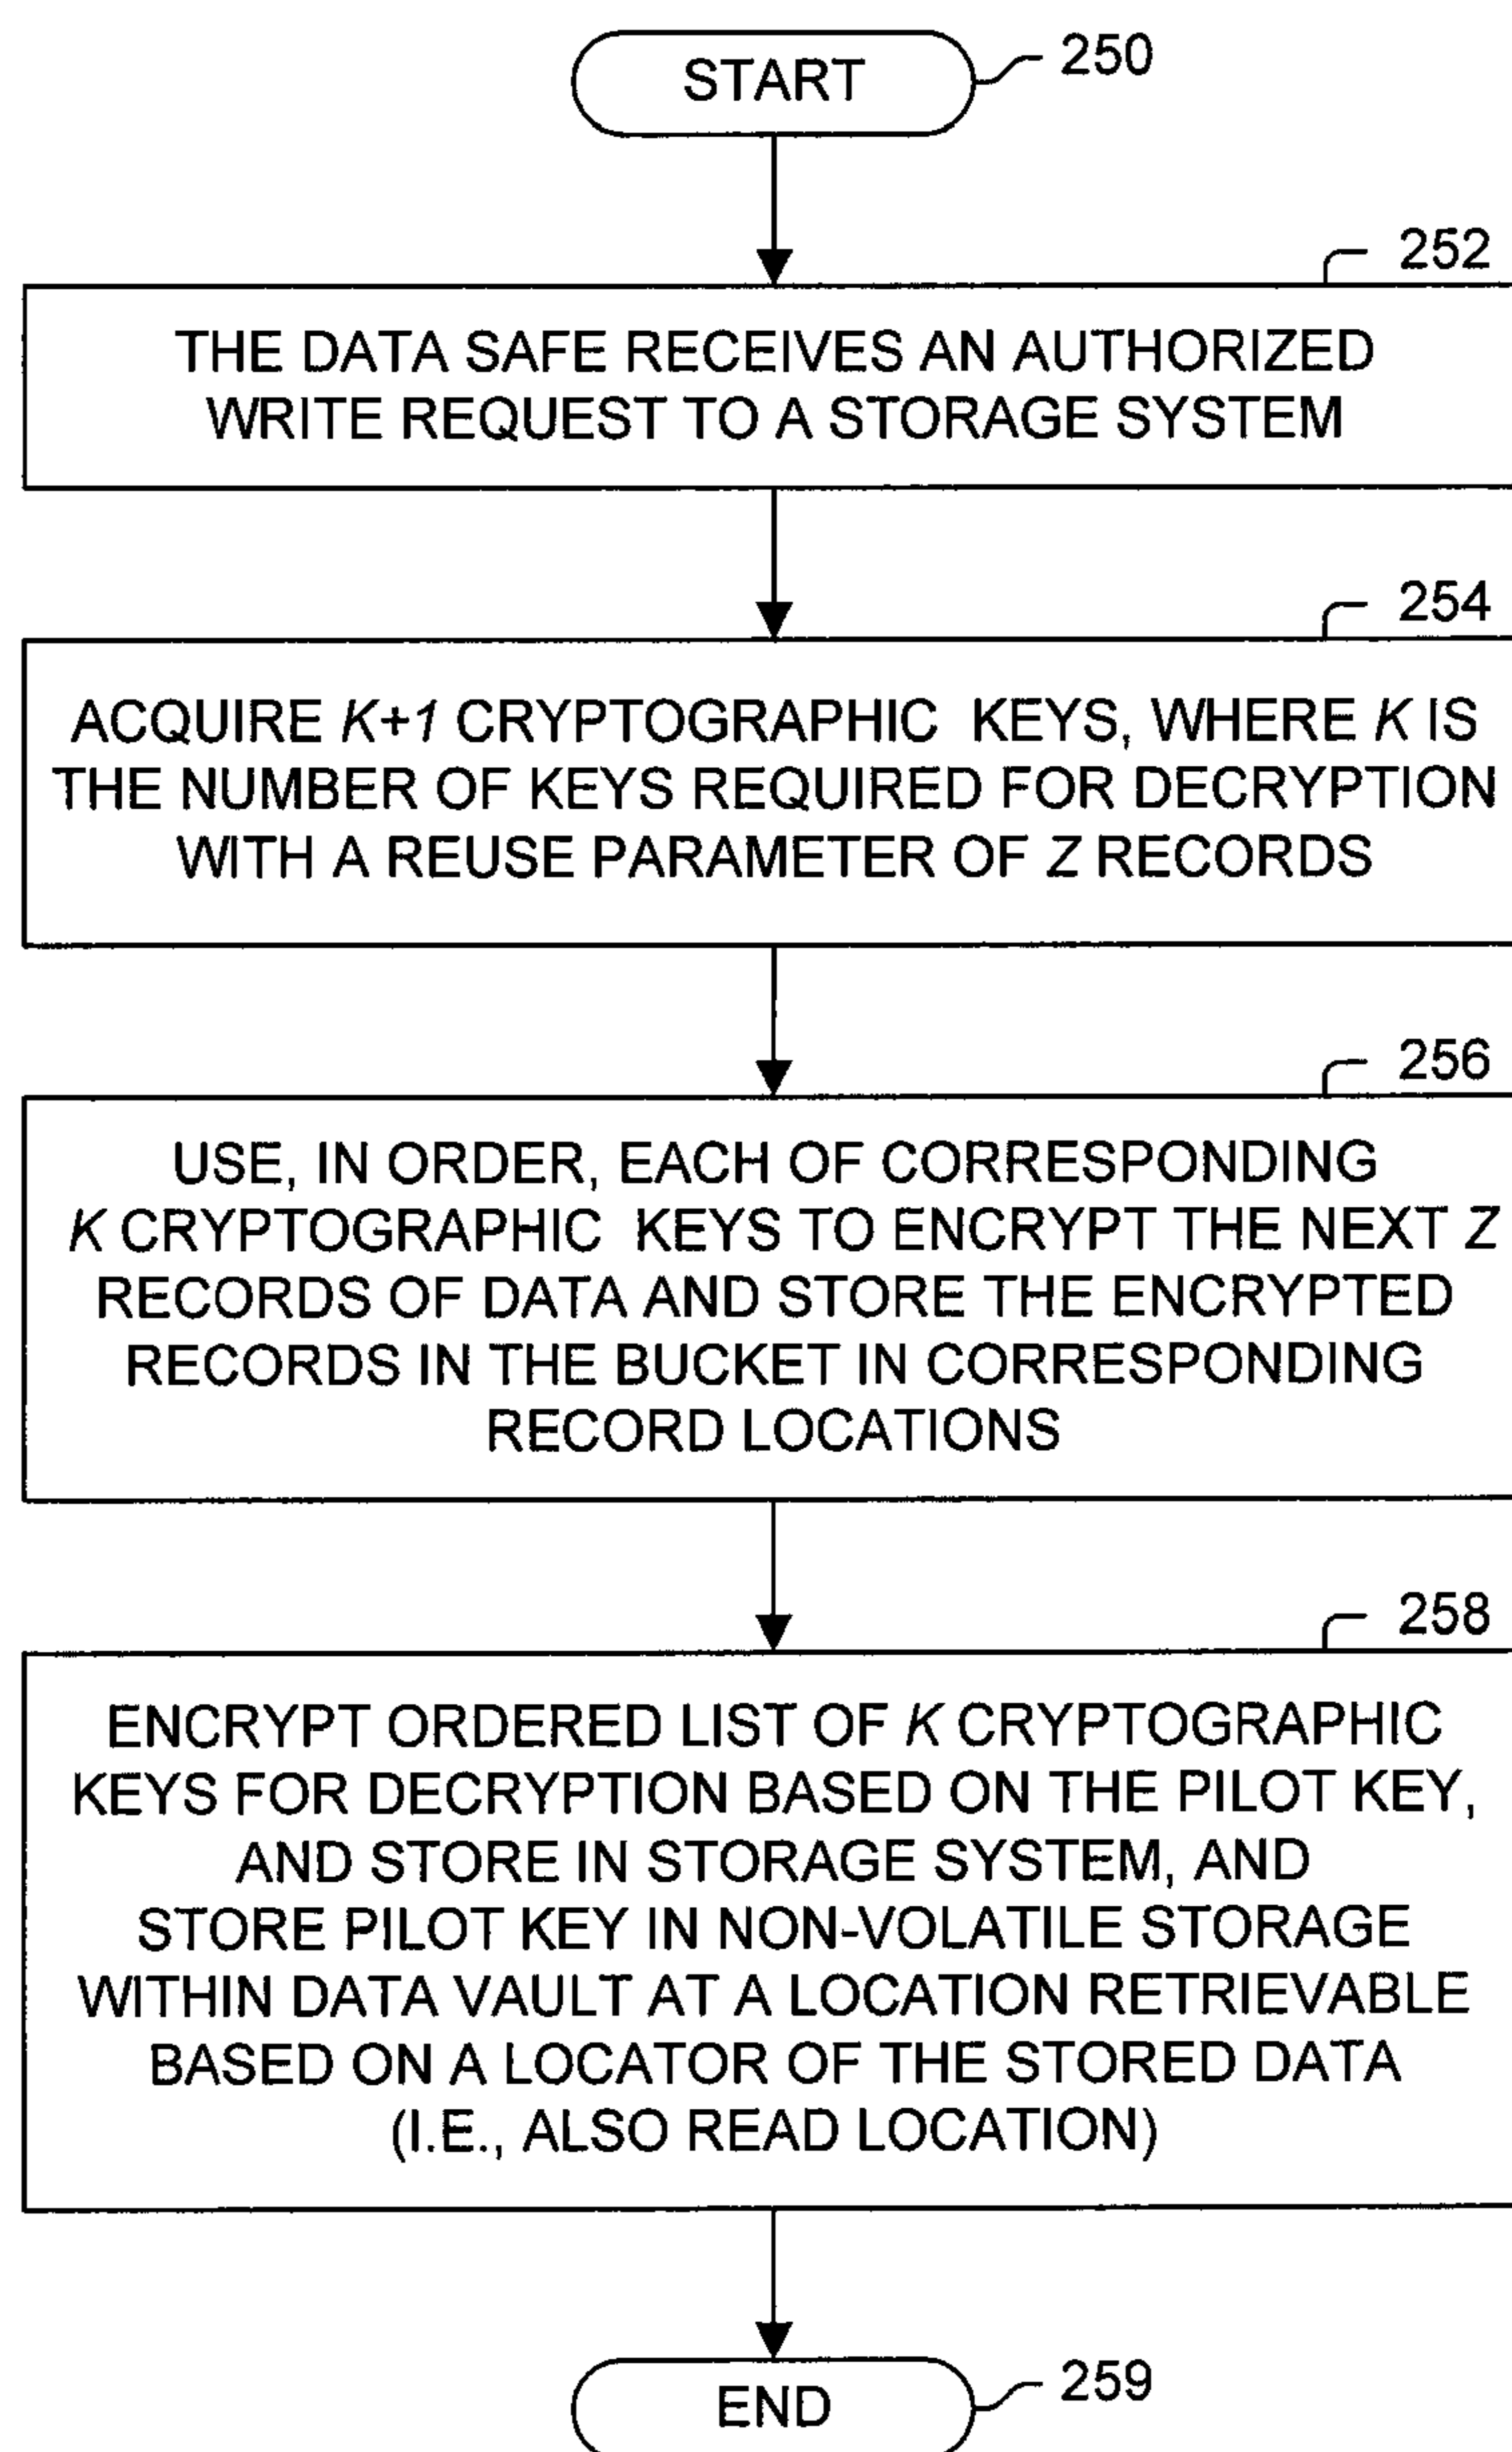 START
250
252
THE DATA SAFE RECEIVES AN AUTHORIZED
WRITE REQUEST TO A STORAGE SYSTEM
254
ACQUIRE K+1 CRYPTOGRAPHIC KEYS, WHERE K IS
THE NUMBER OF KEYS REQUIRED FOR DECRYPTION
WITH A REUSE PARAMETER OF Z RECORDS
256
USE, IN ORDER, EACH OF CORRESPONDING
K CRYPTOGRAPHIC KEYS TO ENCRYPT THE NEXT Z
RECORDS OF DATA AND STORE THE ENCRYPTED
RECORDS IN THE BUCKET IN CORRESPONDING
RECORD LOCATIONS
258
ENCRYPT ORDERED LIST OF K CRYPTOGRAPHIC
KEYS FOR DECRYPTION BASED ON THE PILOT KEY,
AND STORE IN STORAGE SYSTEM, AND
STORE PILOT KEY IN NON-VOLATILE STORAGE
WITHIN DATA VAULT AT A LOCATION RETRIEVABLE
BASED ON A LOCATOR OF THE STORED DATA
(I.E., ALSO READ LOCATION)
END
259